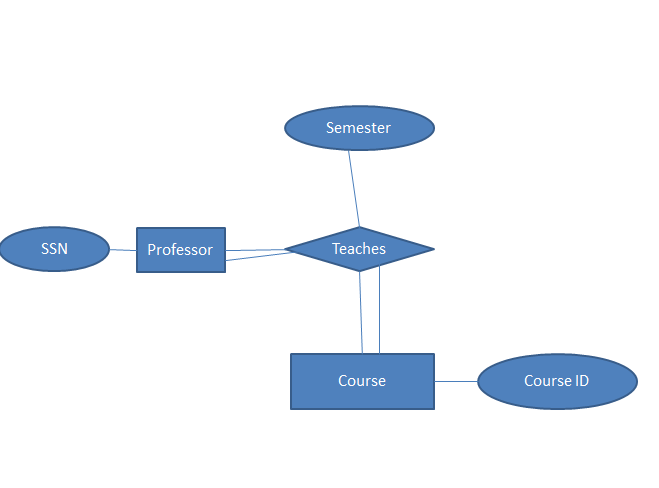 Semester
SSN
Professor
Teaches
Course
Course ID